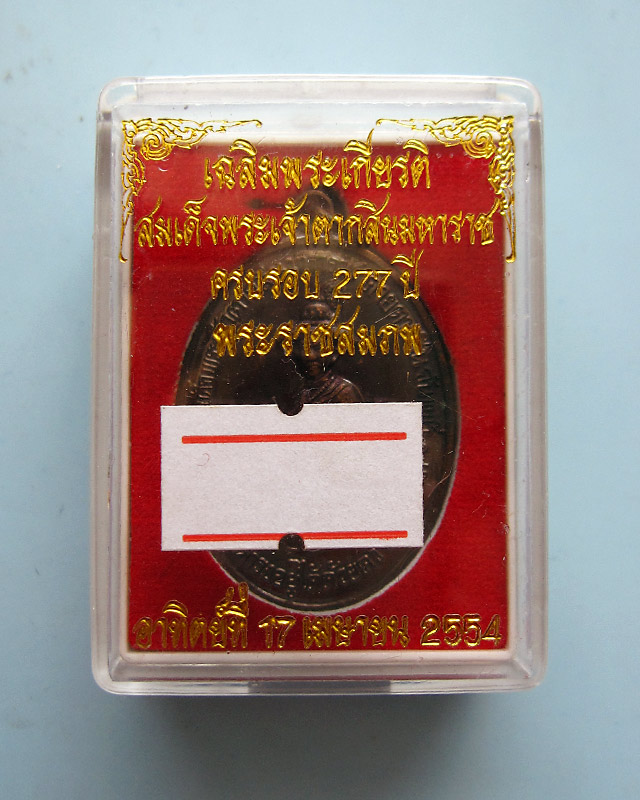 เฉลิมพระเกียรติ
สมเด็จพระเจ้าตากสินมหาราช
ครบรอบ 277 ปี
พระราชสมภพ
อาทิตย์ที่ 17 เมษายน 2554